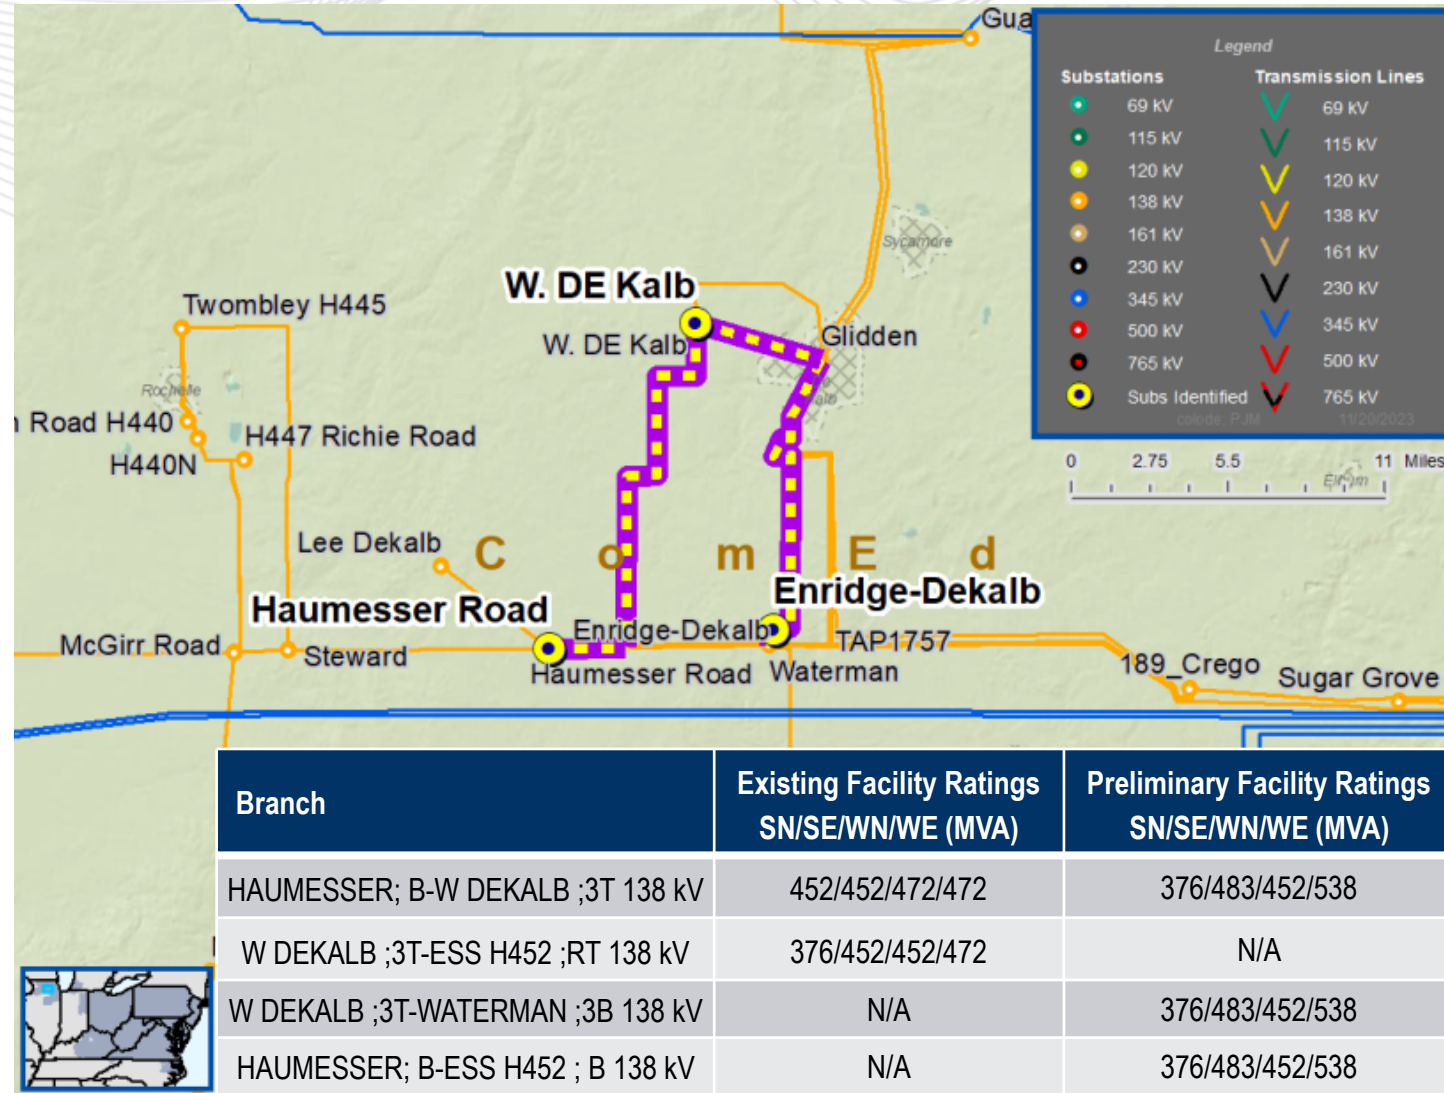 Gua
Legend
Substations
Transmission Lines
69 kV
69 kV
115 kV
115 kV
120 kV
120 kV
138 kV
138 kV
161 kV
161 kV
230 kV
230 kV
345 kV
345 kV
500 kV
500 kV
765 kV
765 kV
Subs Identified
colode: PJM
11/20/2023
0
2.75
5.5
11 Miles
Sycamore
W. DE Kalb
Twombley H445
W. DE Kalb
Glidden
Rochelle
n Road H440
H447 Richie Road
H440N
Lee Dekalb
C o m E d
Enridge-Dekalb
Haumesser Road
Enridge-Dekalb
McGirr Road
Steward
TAP1757
Haumesser Road
Waterman
189_Crego
Sugar Grove
Branch
Existing Facility Ratings
SN/SE/WN/WE (MVA)
Preliminary Facility Ratings
SN/SE/WN/WE (MVA)
HAUMESSER; B-W DEKALB ;3T 138 kV
452/452/472/472
376/483/452/538
W DEKALB ;3T-ESS H452 ;RT 138 kV
376/452/452/472
N/A
W DEKALB ;3T-WATERMAN ;3B 138 kV
N/A
376/483/452/538
HAUMESSER; B-ESS H452 ; B 138 kV
N/A
376/483/452/538